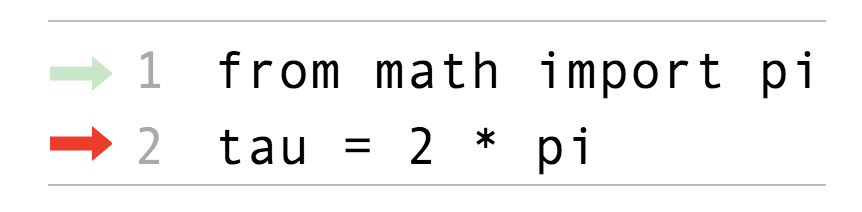 1 from math import pi
2 tau = 2 * pi